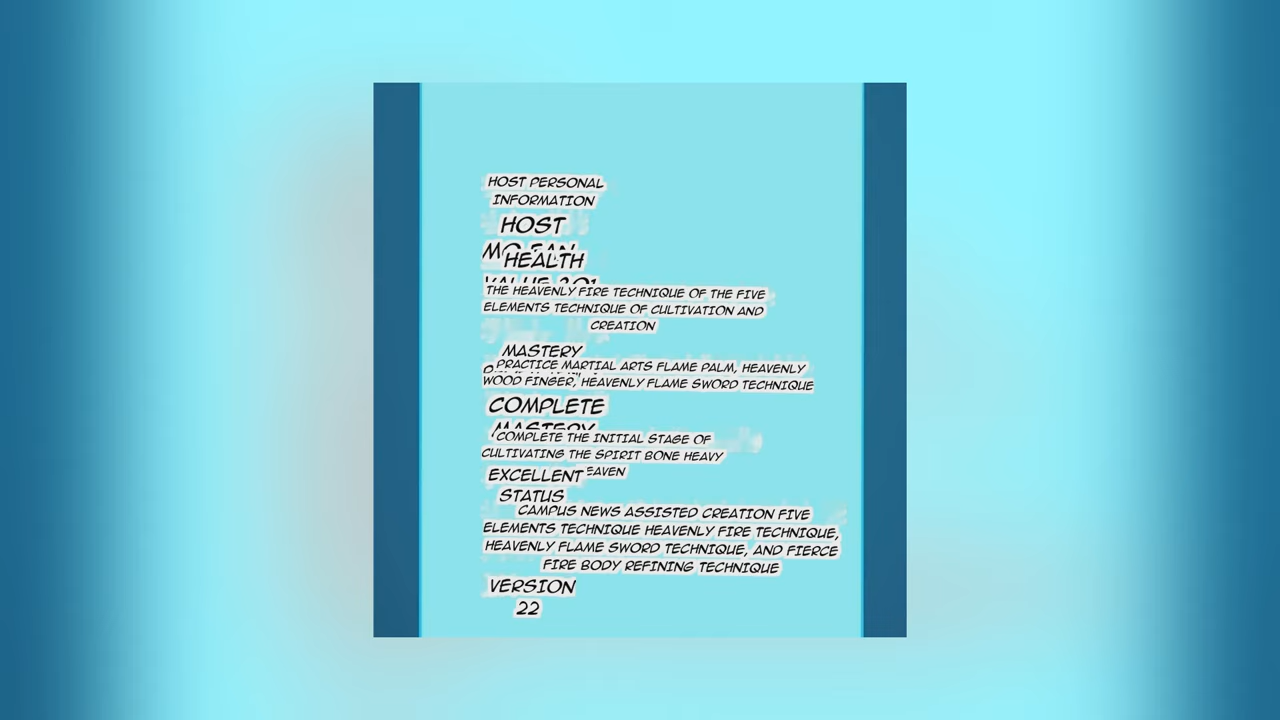 HOST PERSONAL
INFORMATION
HOST
HEALTH
THE HEAVENLY FIRE TECHNIQUE OF THE FIVE
ELEMENTS TECHNIQUE OF CULTIVATION AND
CREATION
MASTERY
PRACTICE MARTIAL ARTS FLAME PALM, HEAVENLY
WOOD FINGER, HEAVENLY FLAME SWORD TECHNIQUE
COMPLETE
MASTERY
COMPLETE THE INITIAL STAGE OF
CULTIVATING THE SPIRIT BONE HEAVY
EXCELLENT EAVEN
STATUS
CAMPUS NEWS ASSISTED CREATION FIVE
ELEMENTS TECHNIQUE HEAVENLY FIRE TECHNIQUE,
HEAVENLY FLAME SWORD TECHNIQUE, AND FIERCE
FIRE BODY REFINING TECHNIQUE
VERSION
22